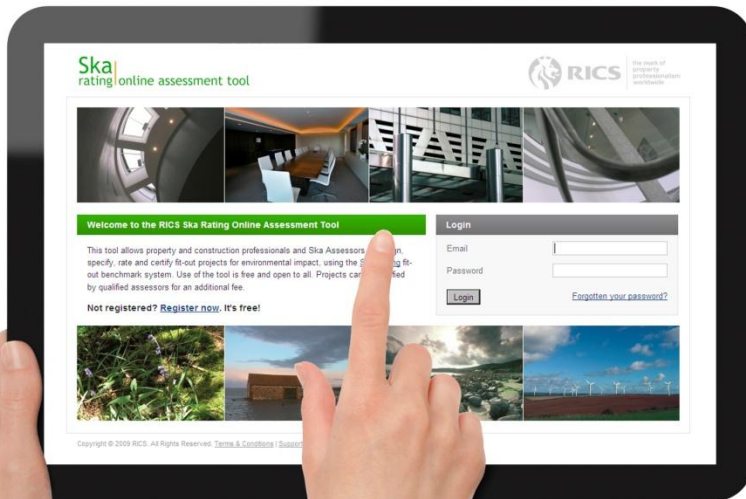 Ska
rating online assessment tool
RICS
the mark of
property
professionalism
worldwide
Welcome to the RICS Ska Rating Online Assessment Tool
This tool allows property and construction professionals and Ska Assessors
specify, rate and certify fit-out projects for environmental impact, using the fit-
out benchmark system. Use of the tool is free and open to all. Projects can
by qualified assessors for an additional fee.
Not registered? Register now. It's free!
Login
Email
Password
Login
Forgotten your password?
Copyright © 2009 RICS. All Rights Reserved. Terms & Conditions | Support